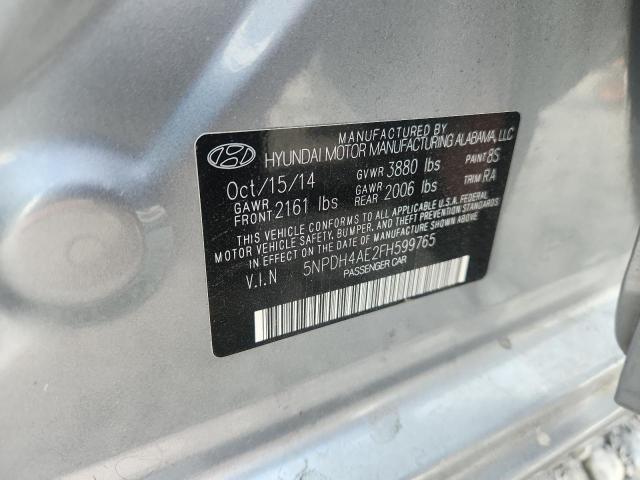 MANUFACTURED BY
HYUNDAI MOTOR MANUFACTURING ALABAMA, LLC
Oct/15/14 GVWR 3880 lbs PAINT 8S
GAWR FRONT 2161 lbs GAWR REAR 2006 lbs TRIM RA
THIS VEHICLE CONFORMS TO ALL APPLICABLE U.S.A. FEDERAL
MOTOR VEHICLE SAFETY, BUMPER, AND THEFT PREVENTION STANDARDS
IN EFFECT ON THE DATE OF MANUFACTURE SHOWN ABOVE.
V.I.N 5NPDH4AE2FH599765
PASSENGER CAR